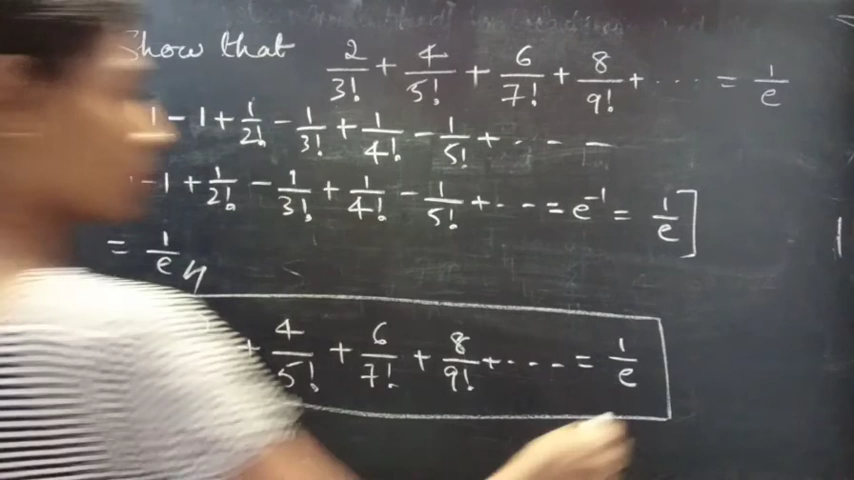 Show that 2/3! + 4/5! + 6/7! + 8/9! + .... = 1/e
1 - 1 + 1/2! - 1/3! + 1/4! - 1/5! + ....
- 1 + 1/2! - 1/3! + 1/4! - 1/5! + .... = e⁻¹ = 1/e]
= 1/e
+ 4/5! + 6/7! + 8/9! + .... = 1/e